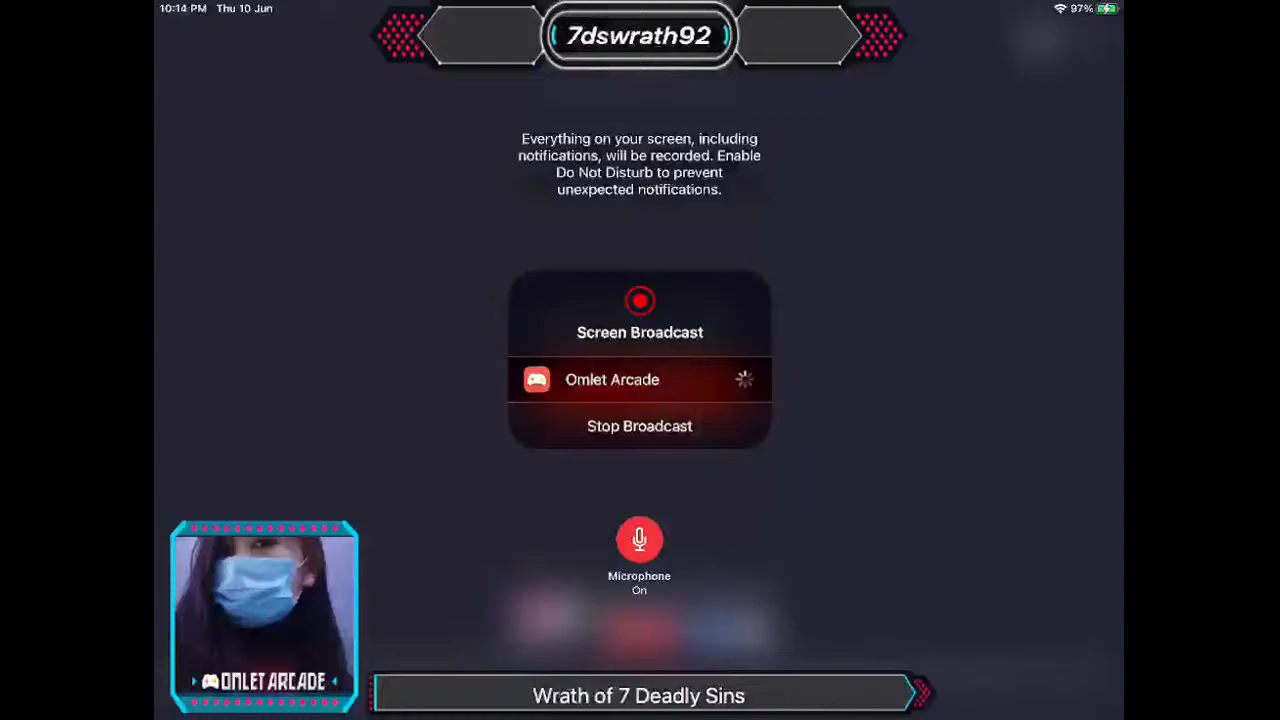 10:14 PM Thu 10 Jun
97%
7dswrath92
Everything on your screen, including
notifications, will be recorded. Enable
Do Not Disturb to prevent
unexpected notifications.
Screen Broadcast
Omlet Arcade
Stop Broadcast
Microphone
On
OMLET ARCADE
Wrath of 7 Deadly Sins